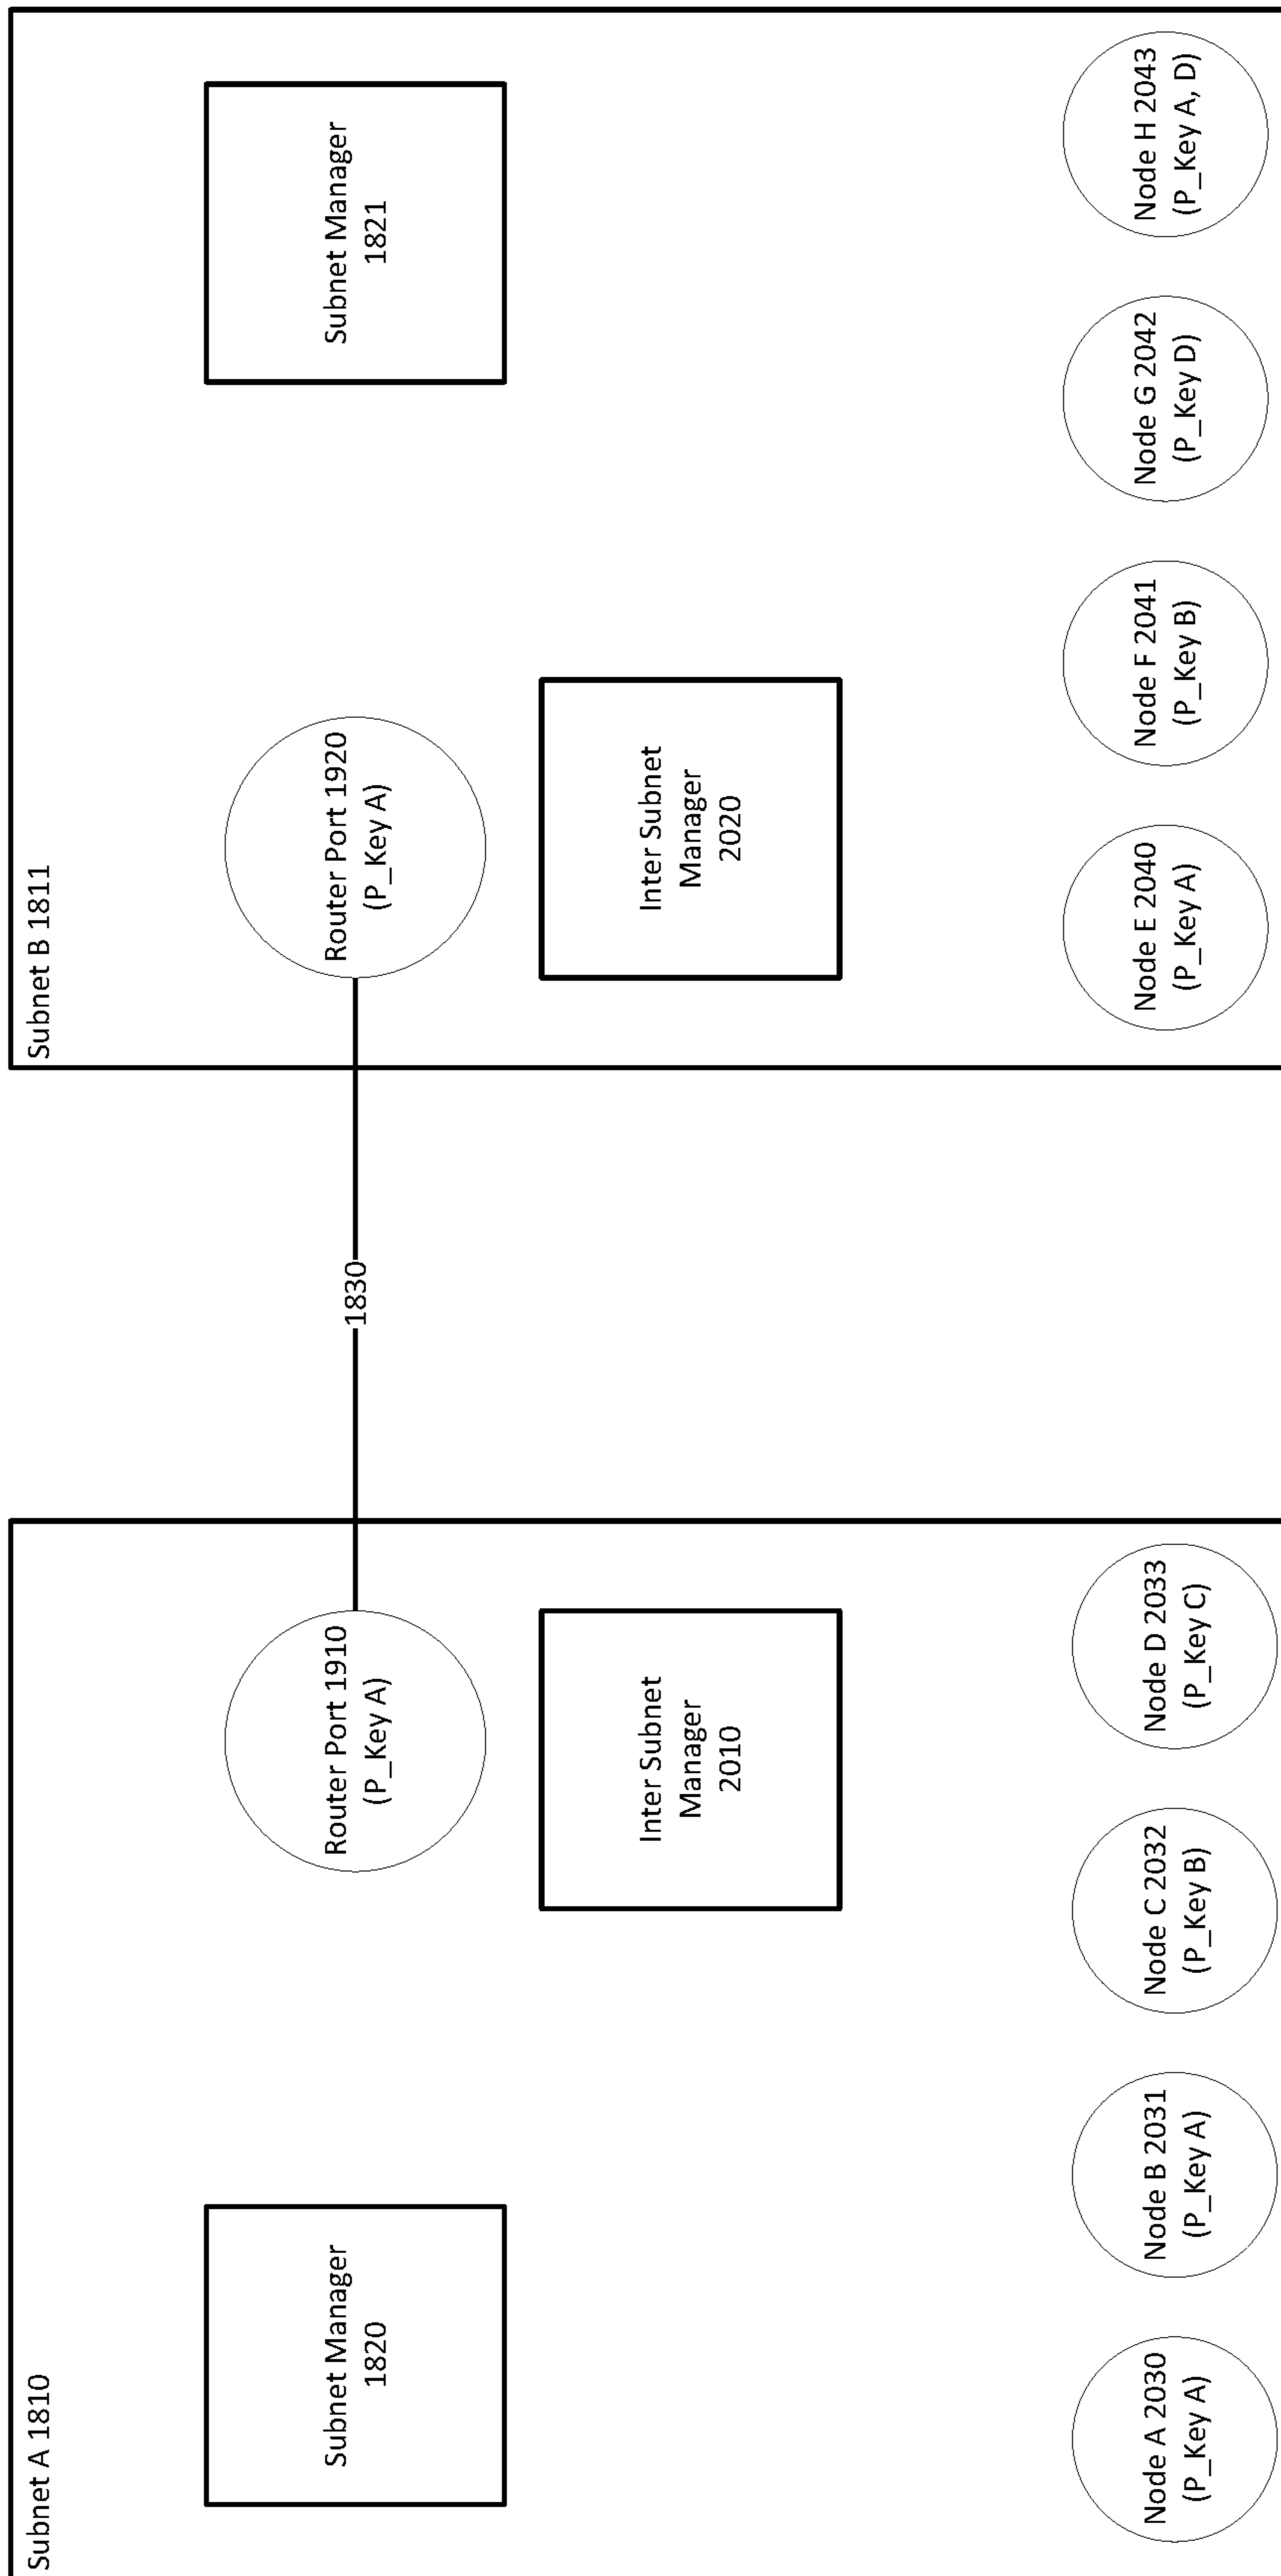 Subnet A 1810
Subnet Manager
1820
Router Port 1910
(P_Key A)
Inter Subnet
Manager
2010
Node A 2030
(P_Key A)
Node B 2031
(P_Key A)
Node C 2032
(P_Key B)
Node D 2033
(P_Key C)
1830
Subnet B 1811
Router Port 1920
(P_Key A)
Subnet Manager
1821
Inter Subnet
Manager
2020
Node E 2040
(P_Key A)
Node F 2041
(P_Key B)
Node G 2042
(P_Key D)
Node H 2043
(P_Key A, D)